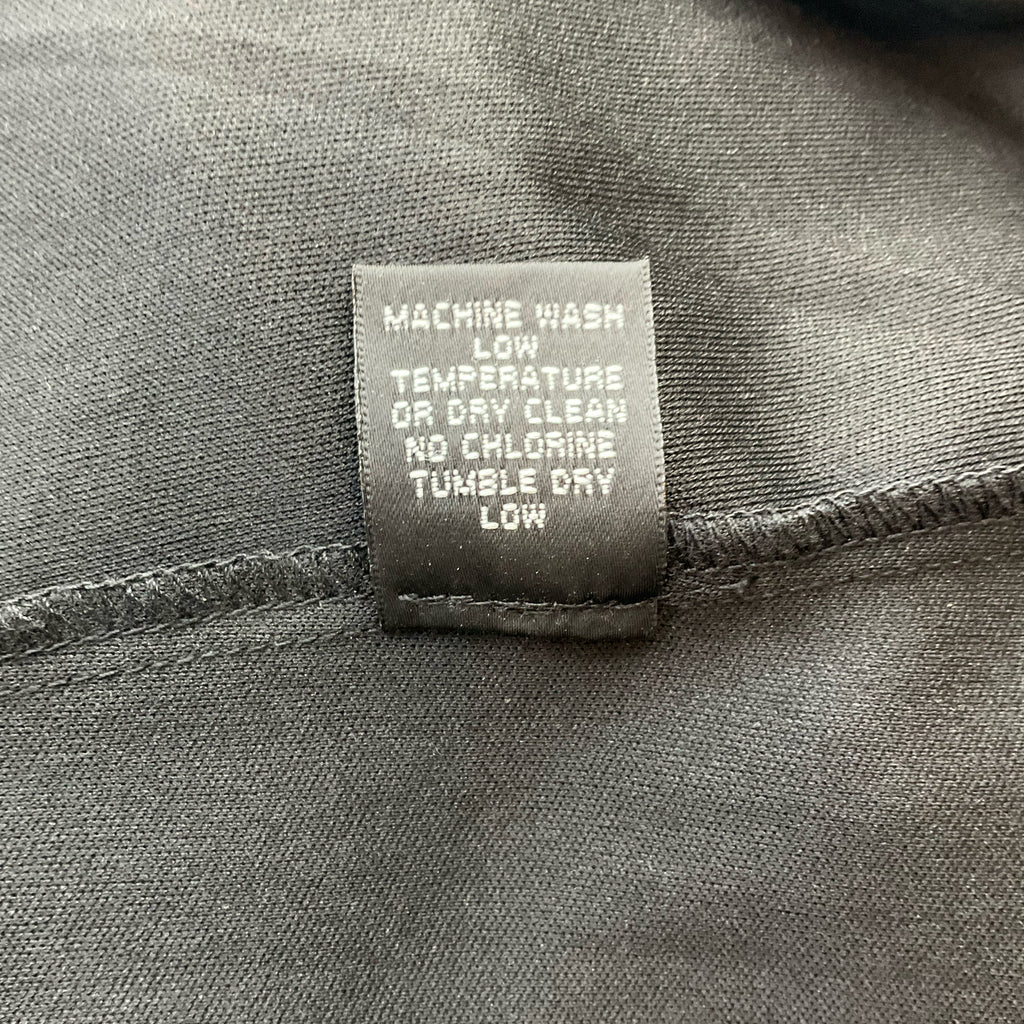 MACHINE WASH
LOW
TEMPERATURE
OR DRY CLEAN
NO CHLORINE
TUMBLE DRY
LOW